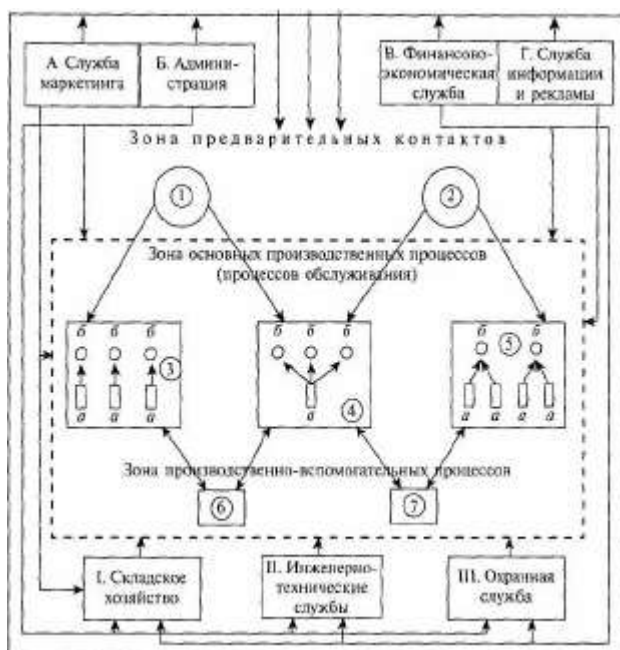 А. Служба
маркетинга
Б. Админи-
страция
В. Финансово-
экономическая
служба
Г. Служба
информации
и рекламы
Зона предварительных контактов
1
2
Зона основных производственных процессов
(процессов обслуживания)
б б б
3
а а а
б б б
4
а
б б
5
а а а а
Зона производственно-вспомогательных процессов
6
7
I. Складское
хозяйство
II. Инженерно-
технические
службы
III. Охранная
служба